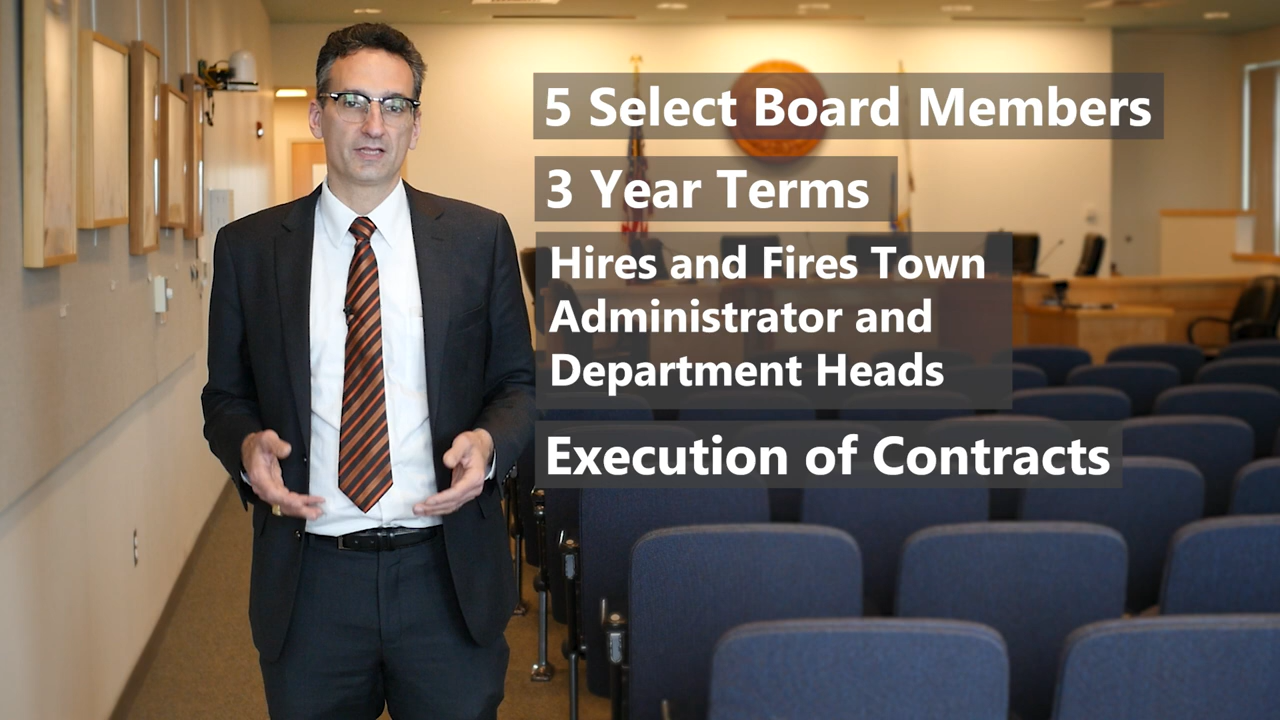 5 Select Board Members
3 Year Terms
Hires and Fires Town
Administrator and
Department Heads
Execution of Contracts